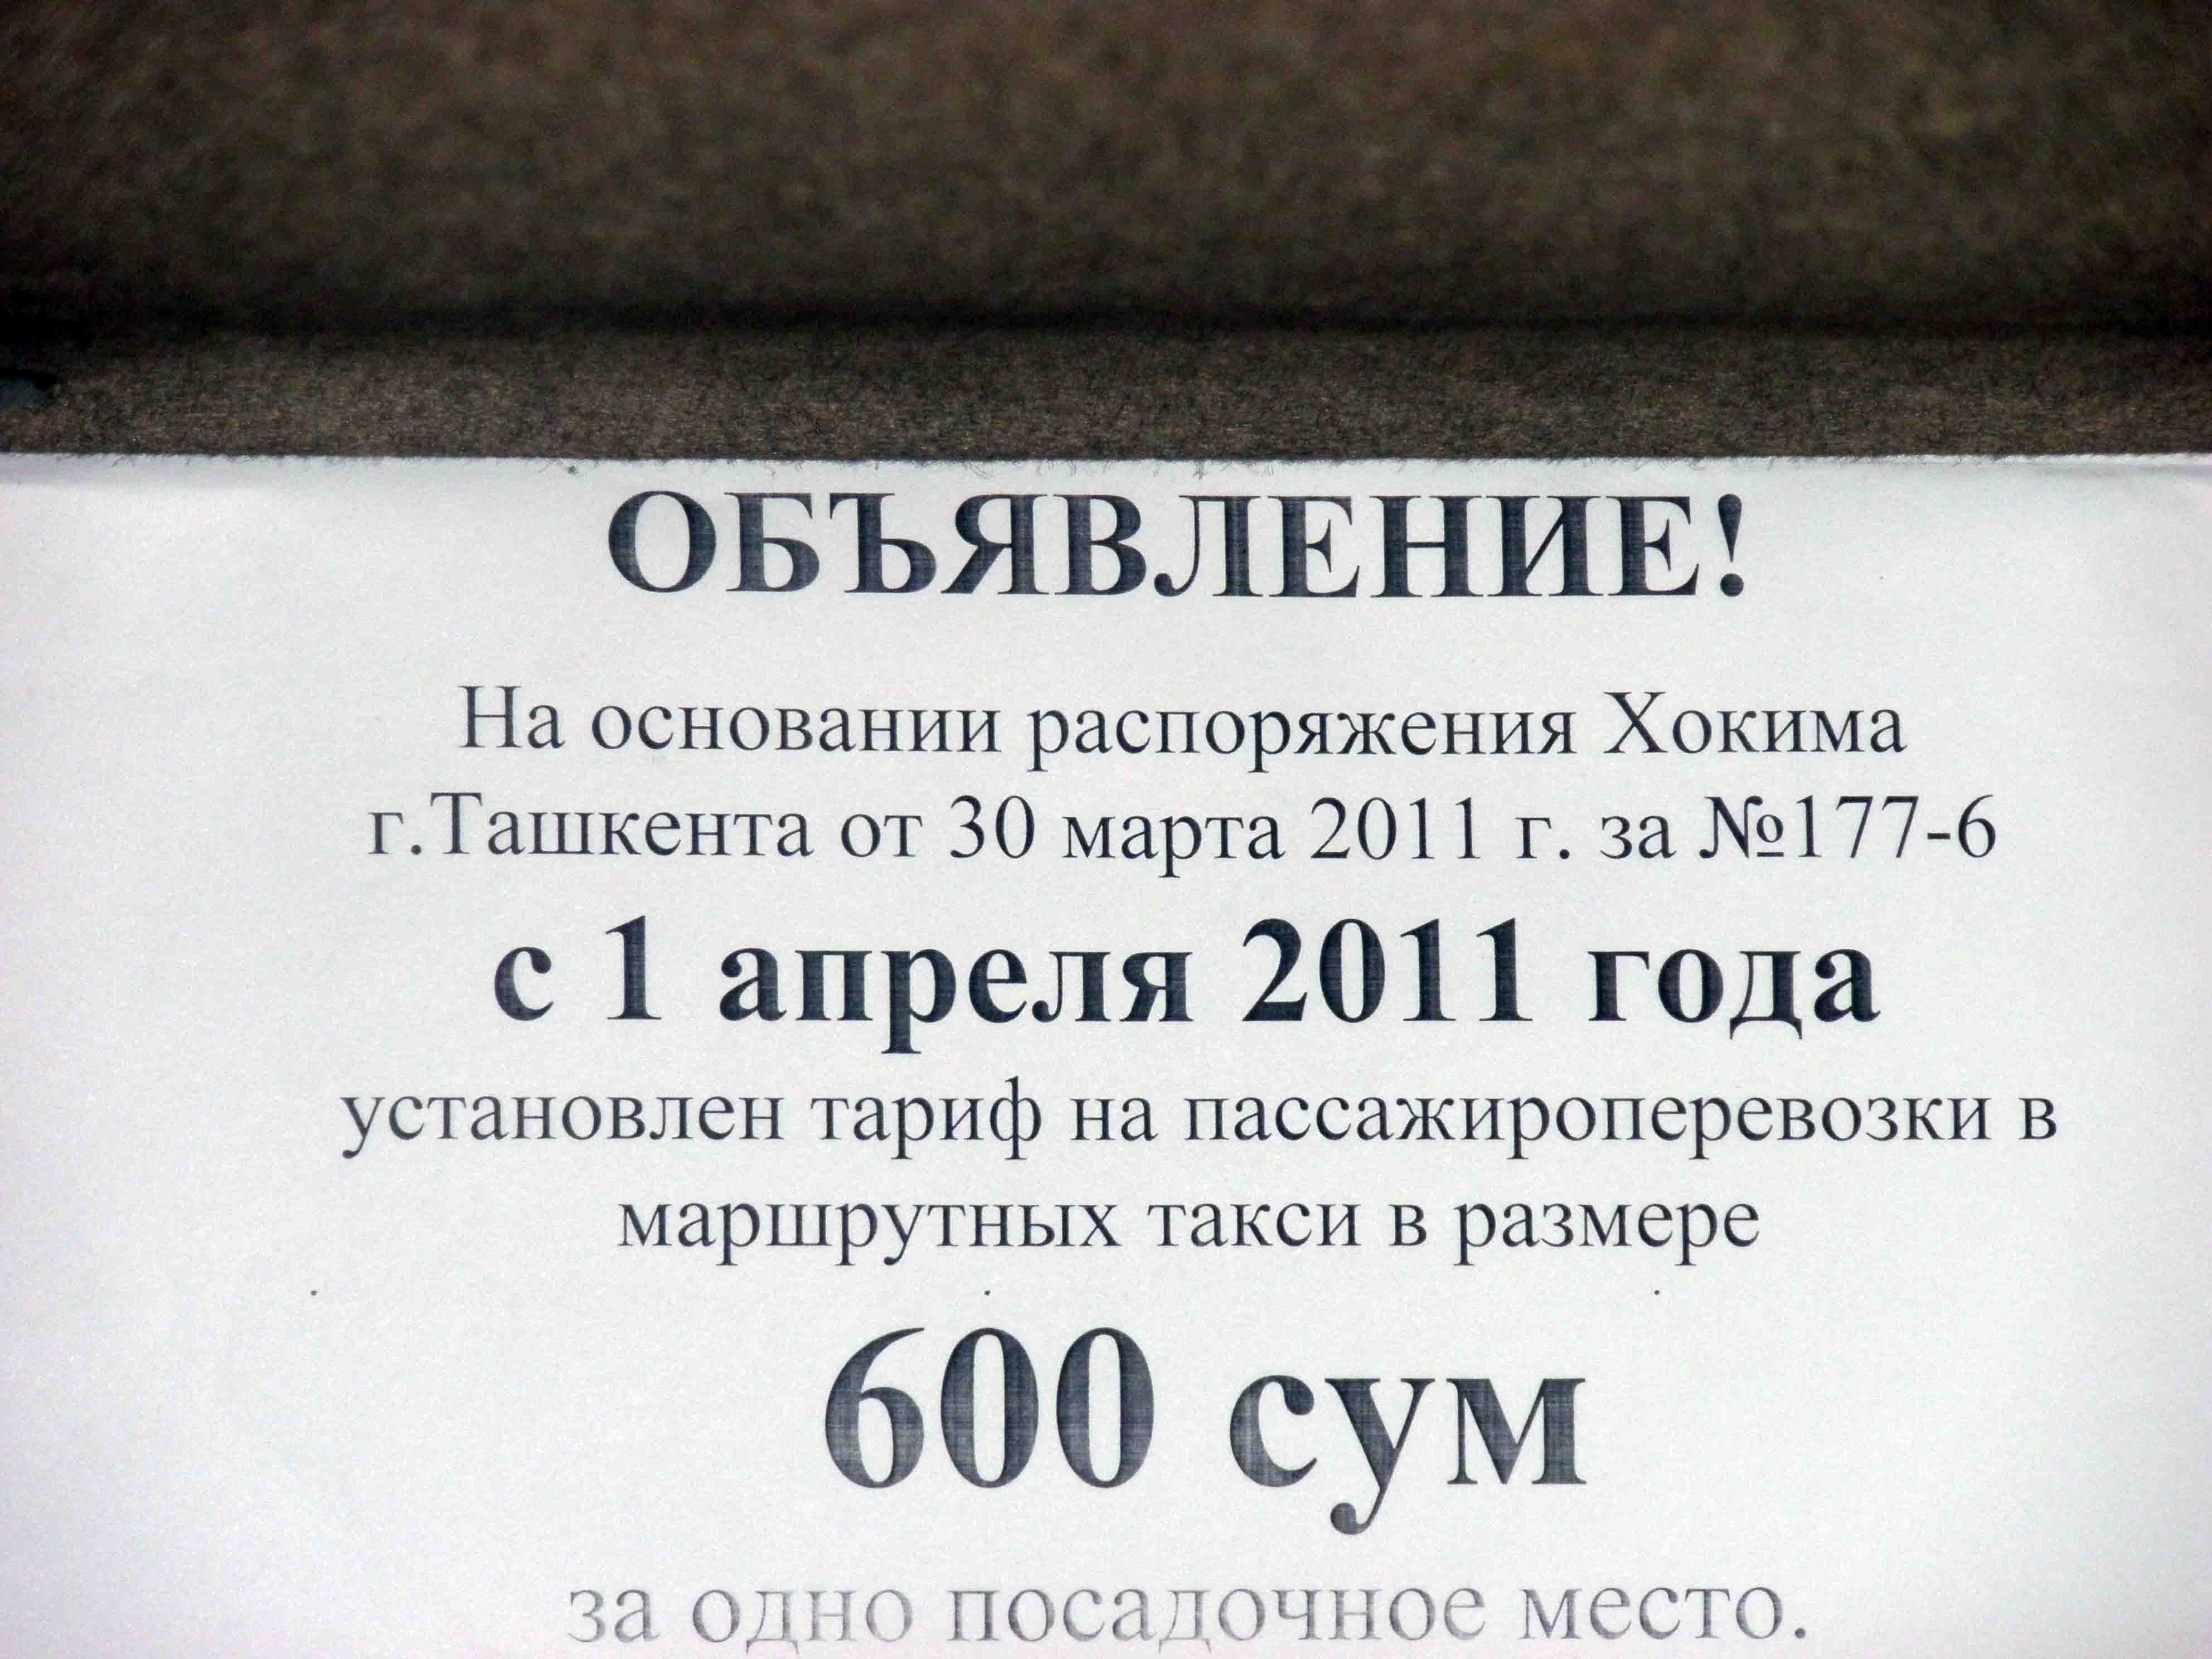 ОБЪЯВЛЕНИЕ!
На основании распоряжения Хокима
г.Ташкента от 30 марта 2011 г. за №177-6
с 1 апреля 2011 года
установлен тариф на пассажироперевозки в
маршрутных такси в размере
600 сум
за одно посадочное место.